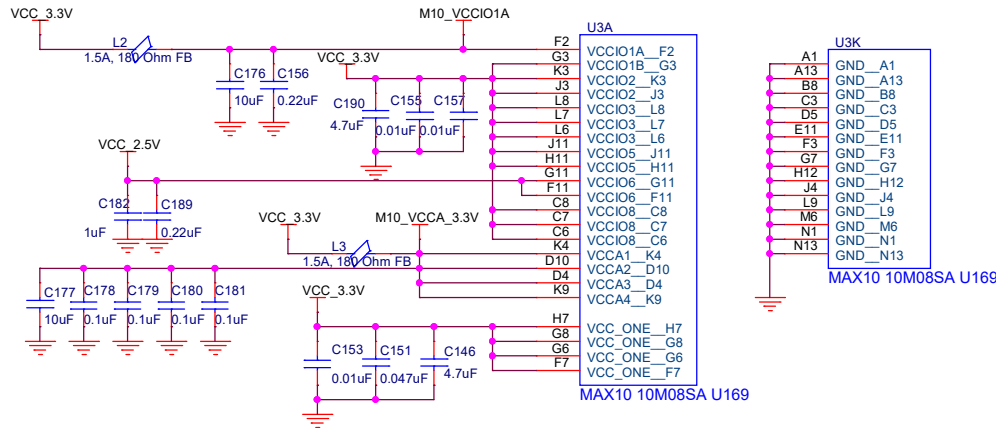 VCC_3.3V
M10_VCCIO1A
L2
1.5A, 180 Ohm FB
C176
10uF
C156
0.22uF
VCC_3.3V
C190
4.7uF
C155
0.01uF
C157
0.01uF
VCC_2.5V
C182
1uF
C189
0.22uF
VCC_3.3V
M10_VCCA_3.3V
L3
1.5A, 180 Ohm FB
C177
10uF
C178
0.1uF
C179
0.1uF
C180
0.1uF
C181
0.1uF
VCC_3.3V
C153
0.01uF
C151
0.047uF
C146
4.7uF
U3A
F2 VCCIO1A__F2
G3 VCCIO1B__G3
K3 VCCIO2__K3
J3 VCCIO2__J3
L8 VCCIO3__L8
L7 VCCIO3__L7
L6 VCCIO3__L6
J11 VCCIO5__J11
H11 VCCIO5__H11
G11 VCCIO6__G11
F11 VCCIO6__F11
C8 VCCIO8__C8
C7 VCCIO8__C7
C6 VCCIO8__C6
K4 VCCA1__K4
D10 VCCA2__D10
D4 VCCA3__D4
K9 VCCA4__K9
H7 VCC_ONE__H7
G8 VCC_ONE__G8
G6 VCC_ONE__G6
F7 VCC_ONE__F7
MAX10 10M08SA U169
U3K
A1 GND__A1
A13 GND__A13
B8 GND__B8
C3 GND__C3
D5 GND__D5
E11 GND__E11
F3 GND__F3
G7 GND__G7
H12 GND__H12
J4 GND__J4
L9 GND__L9
M6 GND__M6
N1 GND__N1
N13 GND__N13
MAX10 10M08SA U169